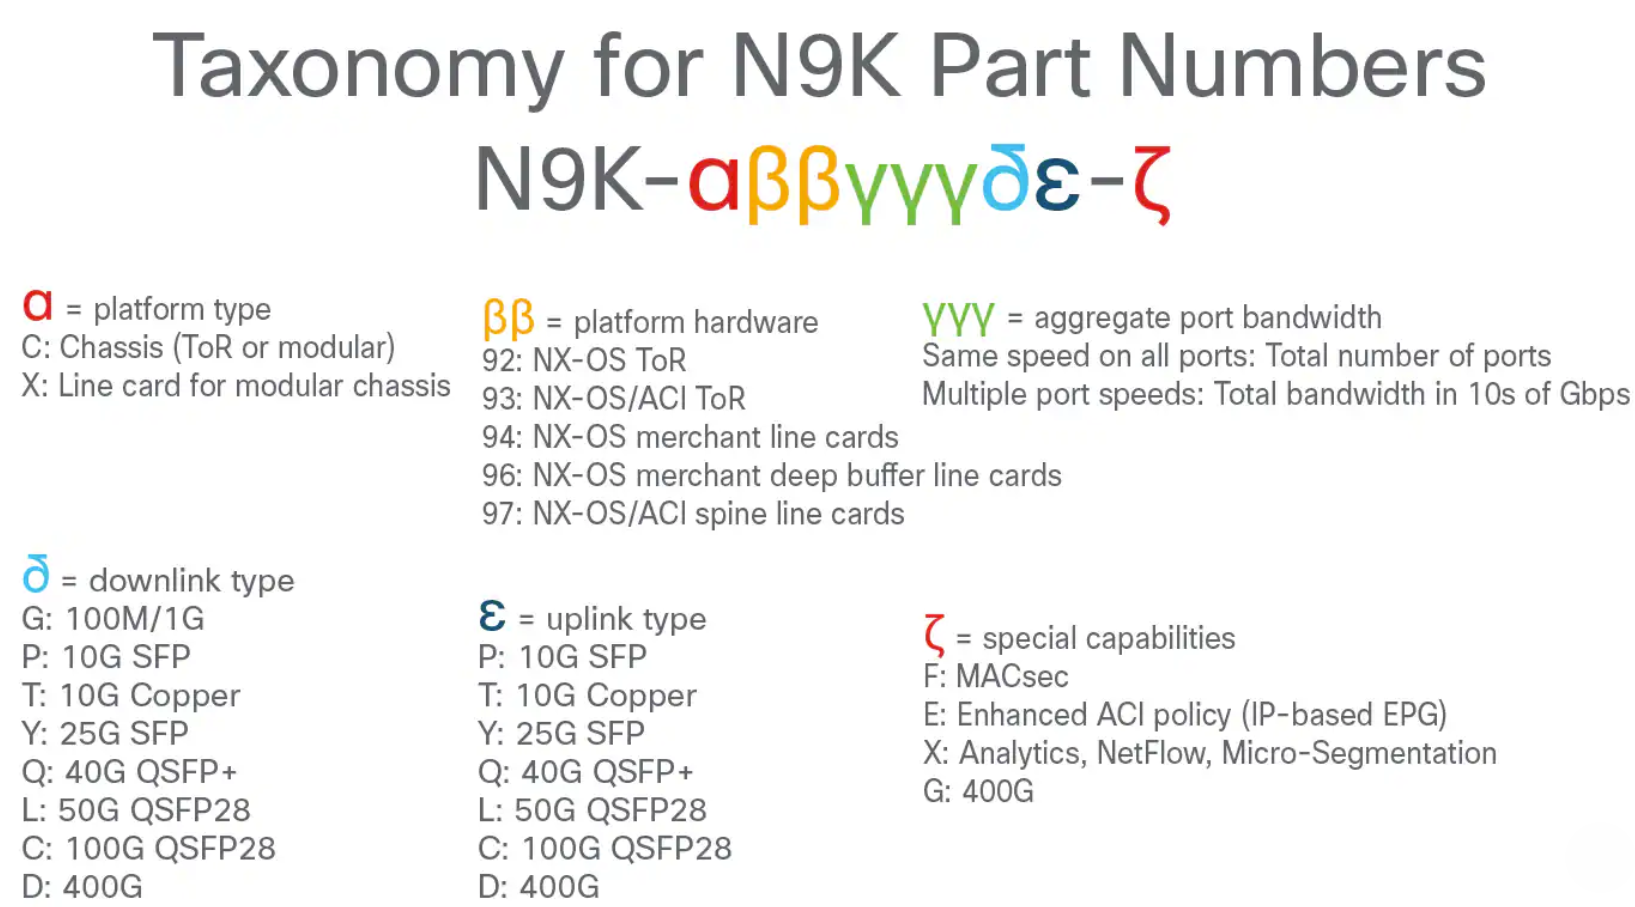 Taxonomy for N9K Part Numbers
N9K-αββγγγδε-ζ
α = platform type
C: Chassis (ToR or modular)
X: Line card for modular chassis
ββ = platform hardware
92: NX-OS ToR
93: NX-OS/ACI ToR
94: NX-OS merchant line cards
96: NX-OS merchant deep buffer line cards
97: NX-OS/ACI spine line cards
γγγ = aggregate port bandwidth
Same speed on all ports: Total number of ports
Multiple port speeds: Total bandwidth in 10s of Gbps
δ = downlink type
G: 100M/1G
P: 10G SFP
T: 10G Copper
Y: 25G SFP
Q: 40G QSFP+
L: 50G QSFP28
C: 100G QSFP28
D: 400G
ε = uplink type
P: 10G SFP
T: 10G Copper
Y: 25G SFP
Q: 40G QSFP+
L: 50G QSFP28
C: 100G QSFP28
D: 400G
ζ = special capabilities
F: MACsec
E: Enhanced ACI policy (IP-based EPG)
X: Analytics, NetFlow, Micro-Segmentation
G: 400G